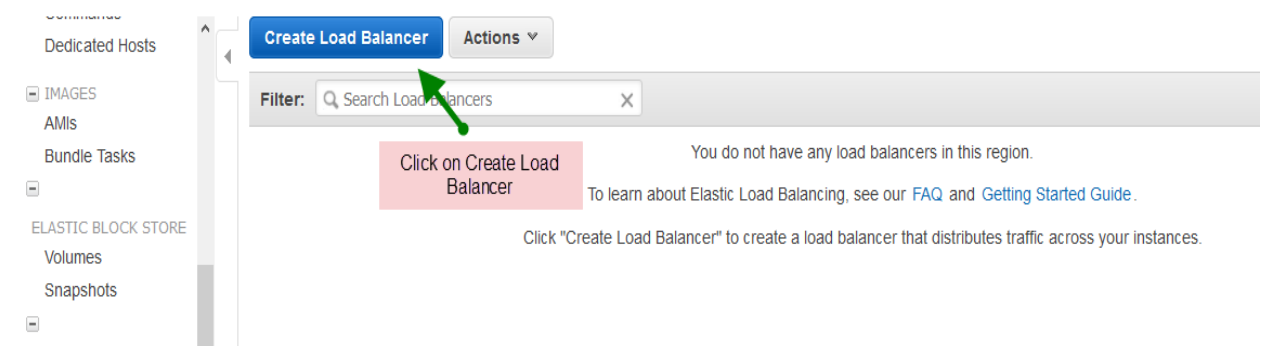 Dedicated Hosts
IMAGES
AMIs
Bundle Tasks
ELASTIC BLOCK STORE
Volumes
Snapshots
Create Load Balancer
Actions
Filter:
Search Load Balancers
Click on Create Load
Balancer
You do not have any load balancers in this region.
To learn about Elastic Load Balancing, see our FAQ and Getting Started Guide.
Click "Create Load Balancer" to create a load balancer that distributes traffic across your instances.